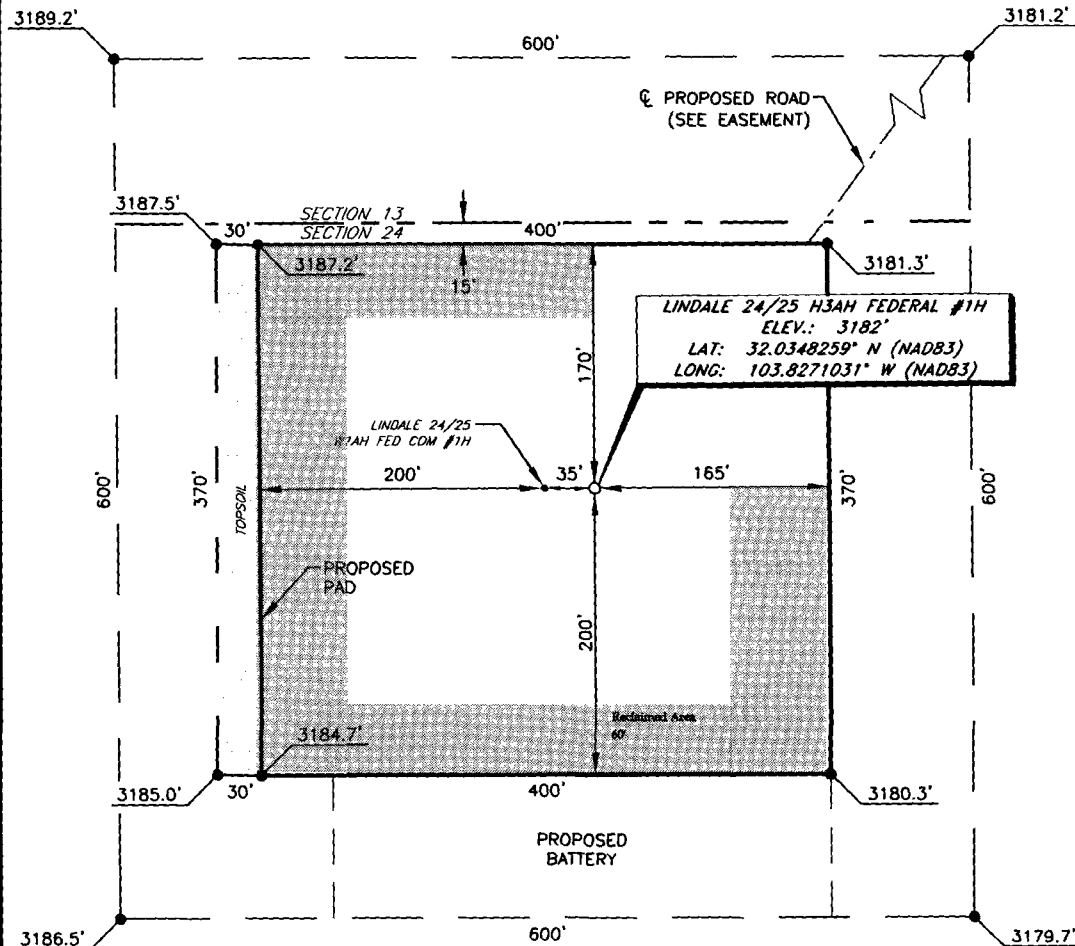 3189.2'
3181.2'
600'
℄ PROPOSED ROAD
(SEE EASEMENT)
3187.5'
SECTION 13
30'
SECTION 24
400'
3187.2'
3181.3'
15'
LINDALE 24/25 H3AH FEDERAL #1H
ELEV.: 3182'
LAT: 32.0348259° N (NAD83)
LONG: 103.8271031° W (NAD83)
170'
LINDALE 24/25
W1AH FED COM #1H
200'
35'
165'
600'
370'
370'
600'
TOPSOIL
PROPOSED
PAD
200'
Reclaimed Area
60'
3184.7'
3185.0'
30'
400'
3180.3'
PROPOSED
BATTERY
3186.5'
600'
3179.7'